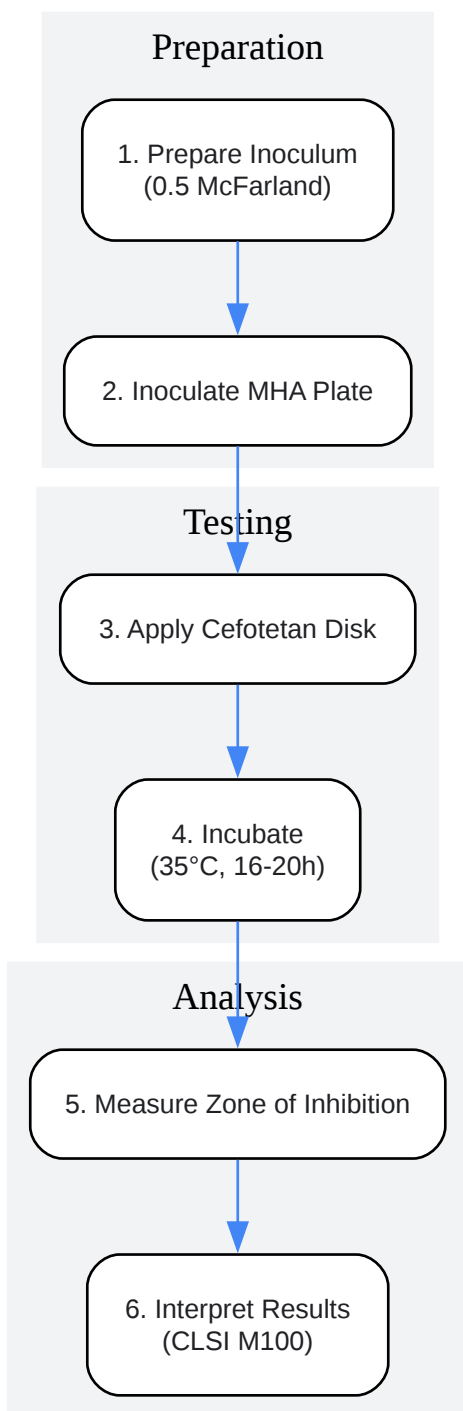 Preparation
1. Prepare Inoculum
(0.5 McFarland)
2. Inoculate MHA Plate
Testing
3. Apply Cefotetan Disk
4. Incubate
(35°C, 16-20h)
Analysis
5. Measure Zone of Inhibition
6. Interpret Results
(CLSI M100)